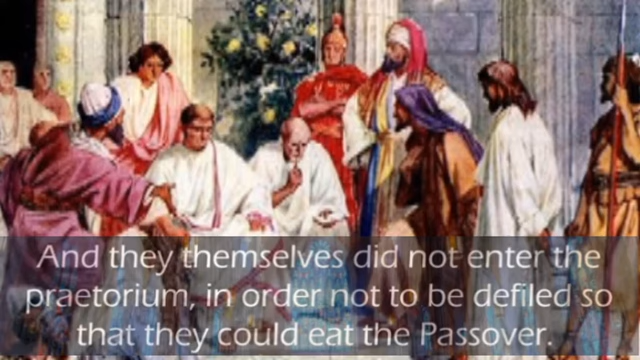 And they themselves did not enter the
praetorium, in order not to be defiled so
that they could eat the Passover.